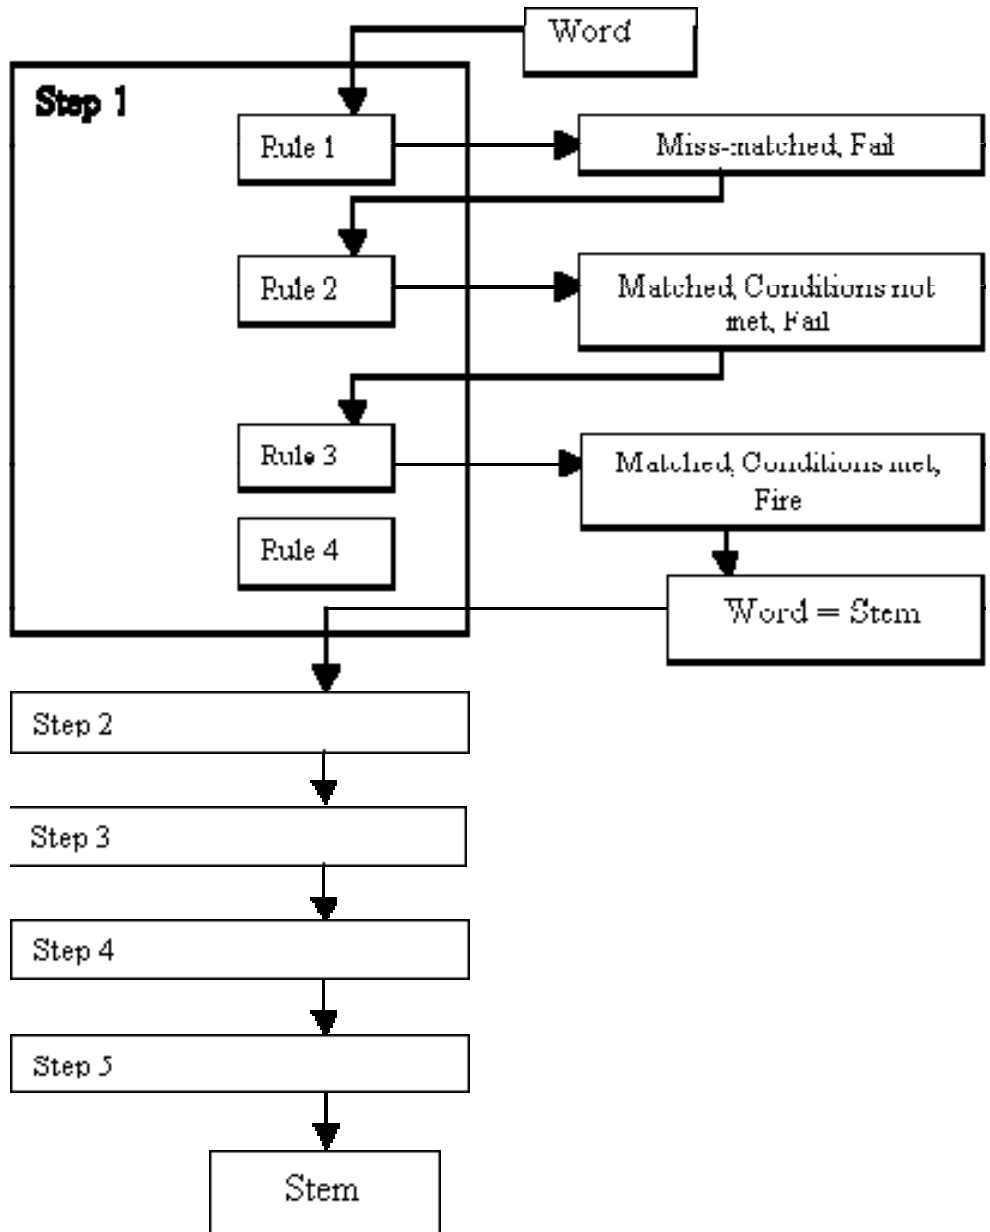 Word
Step 1
Rule 1
Miss-matched, Fail
Rule 2
Matched, Conditions not
met, Fail
Rule 3
Matched, Conditions met,
Fire
Rule 4
Word = Stem
Step 2
Step 3
Step 4
Step 5
Stem